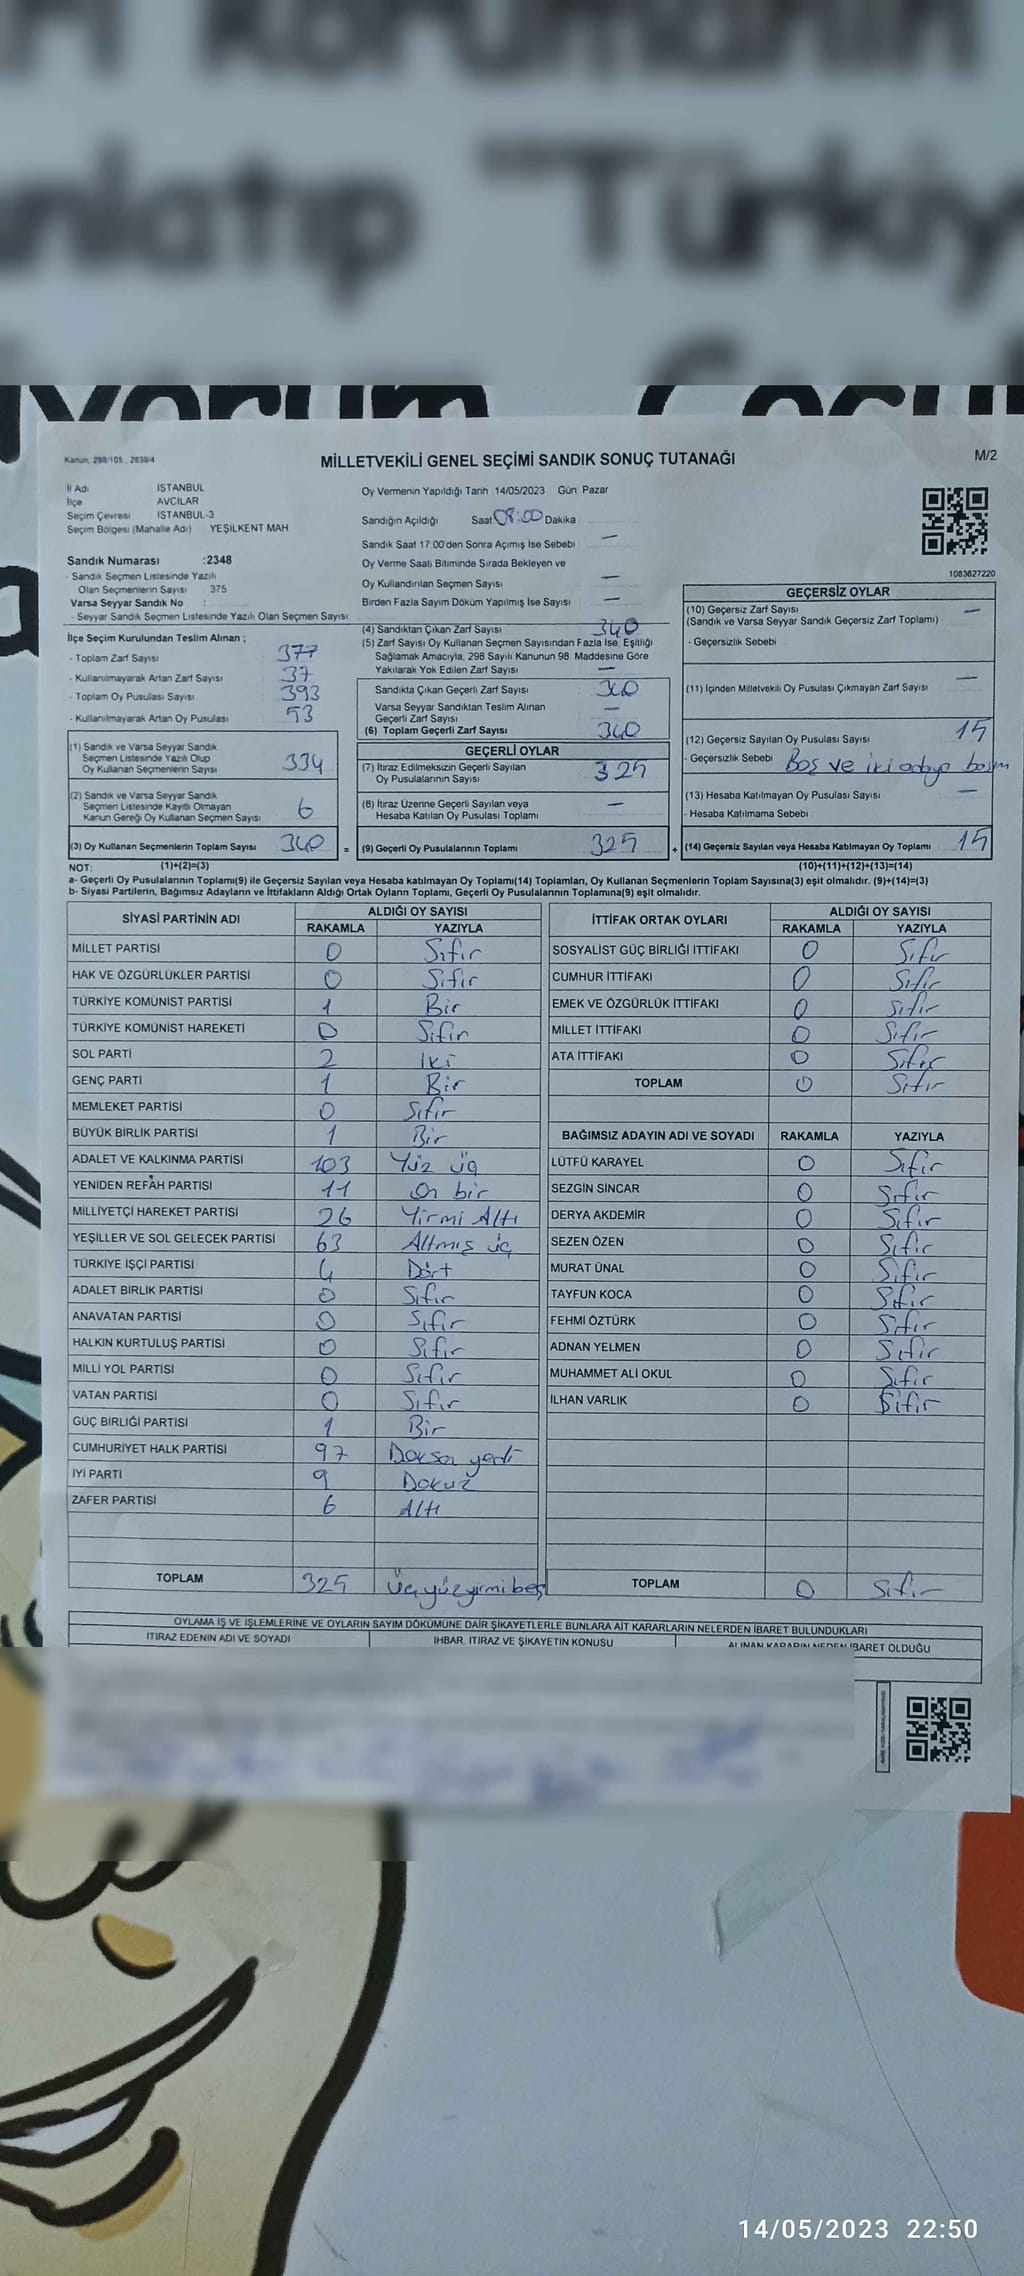 "Türkiy
Kanun, 298/105 , 2839/4
MİLLETVEKİLİ GENEL SEÇİMİ SANDIK SONUÇ TUTANAĞI
M/2
İl Adı İSTANBUL
İlçe AVCILAR
Seçim Çevresi İSTANBUL-3
Seçim Bölgesi (Mahalle Adı) YEŞİLKENT MAH.
Oy Vermenin Yapıldığı Tarih 14/05/2023 Gün Pazar
Sandığın Açıldığı Saat 08:00 Dakika
Sandık Saat 17:00'den Sonra Açımış İse Sebebi —
Oy Verme Saati Bitiminde Sırada Bekleyen ve
Oy Kullandırılan Seçmen Sayısı —
Birden Fazla Sayım Döküm Yapılmış İse Sayısı —
1083627220
Sandık Numarası :2348
- Sandık Seçmen Listesinde Yazılı
Olan Seçmenlerin Sayısı : 375
Varsa Seyyar Sandık No :
- Seyyar Sandık Seçmen Listesinde Yazılı Olan Seçmen Sayısı
İlçe Seçim Kurulundan Teslim Alınan ;
- Toplam Zarf Sayısı 377
- Kullanılmayarak Artan Zarf Sayısı 37
- Toplam Oy Pusulası Sayısı 393
- Kullanılmayarak Artan Oy Pusulası 53
(1) Sandık ve Varsa Seyyar Sandık
Seçmen Listesinde Yazılı Olup
Oy Kullanan Seçmenlerin Sayısı 334
(2) Sandık ve Varsa Seyyar Sandık
Seçmen Listesinde Kayıtlı Olmayan
Kanun Gereği Oy Kullanan Seçmen Sayısı 6
(3) Oy Kullanan Seçmenlerin Toplam Sayısı 340 =
(4) Sandıktan Çıkan Zarf Sayısı 340
(5) Zarf Sayısı Oy Kullanan Seçmen Sayısından Fazla İse, Eşitliği
Sağlamak Amacıyla, 298 Sayılı Kanunun 98. Maddesine Göre
Yakılarak Yok Edilen Zarf Sayısı —
Sandıkta Çıkan Geçerli Zarf Sayısı 340
Varsa Seyyar Sandıktan Teslim Alınan
Geçerli Zarf Sayısı —
(6) Toplam Geçerli Zarf Sayısı 340
GEÇERLİ OYLAR
(7) İtiraz Edilmeksizin Geçerli Sayılan
Oy Pusulalarının Sayısı 325
(8) İtiraz Üzerine Geçerli Sayılan veya
Hesaba Katılan Oy Pusulası Toplamı —
(9) Geçerli Oy Pusulalarının Toplamı 325 +
GEÇERSİZ OYLAR
(10) Geçersiz Zarf Sayısı —
(Sandık ve Varsa Seyyar Sandık Geçersiz Zarf Toplamı)
- Geçersizlik Sebebi
(11) İçinden Milletvekili Oy Pusulası Çıkmayan Zarf Sayısı —
(12) Geçersiz Sayılan Oy Pusulası Sayısı 15
- Geçersizlik Sebebi Boş ve iki adaya basım
(13) Hesaba Katılmayan Oy Pusulası Sayısı —
- Hesaba Katılmama Sebebi
(14) Geçersiz Sayılan veya Hesaba Katılmayan Oy Toplamı 15
NOT: (1)+(2)=(3) (10)+(11)+(12)+(13)=(14)
a- Geçerli Oy Pusulalarının Toplamı(9) ile Geçersiz Sayılan veya Hesaba katılmayan Oy Toplamı(14) Toplamları, Oy Kullanan Seçmenlerin Toplam Sayısına(3) eşit olmalıdır. (9)+(14)=(3)
b- Siyasi Partilerin, Bağımsız Adayların ve İttifakların Aldığı Ortak Oyların Toplamı, Geçerli Oy Pusulalarının Toplamına(9) eşit olmalıdır.
SİYASİ PARTİNİN ADI ALDIĞI OY SAYISI
RAKAMLA YAZIYLA
MİLLET PARTİSİ 0 Sıfır
HAK VE ÖZGÜRLÜKLER PARTİSİ 0 Sıfır
TÜRKİYE KOMÜNİST PARTİSİ 1 Bir
TÜRKİYE KOMÜNİST HAREKETİ 0 Sıfır
SOL PARTİ 2 İki
GENÇ PARTİ 1 Bir
MEMLEKET PARTİSİ 0 Sıfır
BÜYÜK BİRLİK PARTİSİ 1 Bir
ADALET VE KALKINMA PARTİSİ 103 Yüz üç
YENİDEN REFAH PARTİSİ 11 On bir
MİLLİYETÇİ HAREKET PARTİSİ 26 Yirmi Altı
YEŞİLLER VE SOL GELECEK PARTİSİ 63 Altmış üç
TÜRKİYE İŞÇİ PARTİSİ 4 Dört
ADALET BİRLİK PARTİSİ 0 Sıfır
ANAVATAN PARTİSİ 0 Sıfır
HALKIN KURTULUŞ PARTİSİ 0 Sıfır
MİLLİ YOL PARTİSİ 0 Sıfır
VATAN PARTİSİ 0 Sıfır
GÜÇ BİRLİĞİ PARTİSİ 1 Bir
CUMHURİYET HALK PARTİSİ 97 Doksan yedi
İYİ PARTİ 9 Dokuz
ZAFER PARTİSİ 6 Altı
TOPLAM 325 Üçyüzyirmibeş
İTTİFAK ORTAK OYLARI ALDIĞI OY SAYISI
RAKAMLA YAZIYLA
SOSYALİST GÜÇ BİRLİĞİ İTTİFAKI 0 Sıfır
CUMHUR İTTİFAKI 0 Sıfır
EMEK VE ÖZGÜRLÜK İTTİFAKI 0 Sıfır
MİLLET İTTİFAKI 0 Sıfır
ATA İTTİFAKI 0 Sıfır
TOPLAM 0 Sıfır
BAĞIMSIZ ADAYIN ADI VE SOYADI RAKAMLA YAZIYLA
LÜTFÜ KARAYEL 0 Sıfır
SEZGİN SİNCAR 0 Sıfır
DERYA AKDEMİR 0 Sıfır
SEZEN ÖZEN 0 Sıfır
MURAT ÜNAL 0 Sıfır
TAYFUN KOCA 0 Sıfır
FEHMİ ÖZTÜRK 0 Sıfır
ADNAN YELMEN 0 Sıfır
MUHAMMET ALİ OKUL 0 Sıfır
İLHAN VARLIK 0 Sıfır
TOPLAM 0 Sıfır
OYLAMA İŞ VE İŞLEMLERİNE VE OYLARIN SAYIM DÖKÜMÜNE DAİR ŞİKAYETLERLE BUNLARA AİT KARARLARIN NELERDEN İBARET BULUNDUKLARI
İTİRAZ EDENİN ADI VE SOYADI İHBAR, İTİRAZ VE ŞİKAYETİN KONUSU ALINAN KARARIN NEDEN İBARET OLDUĞU
14/05/2023 22:50